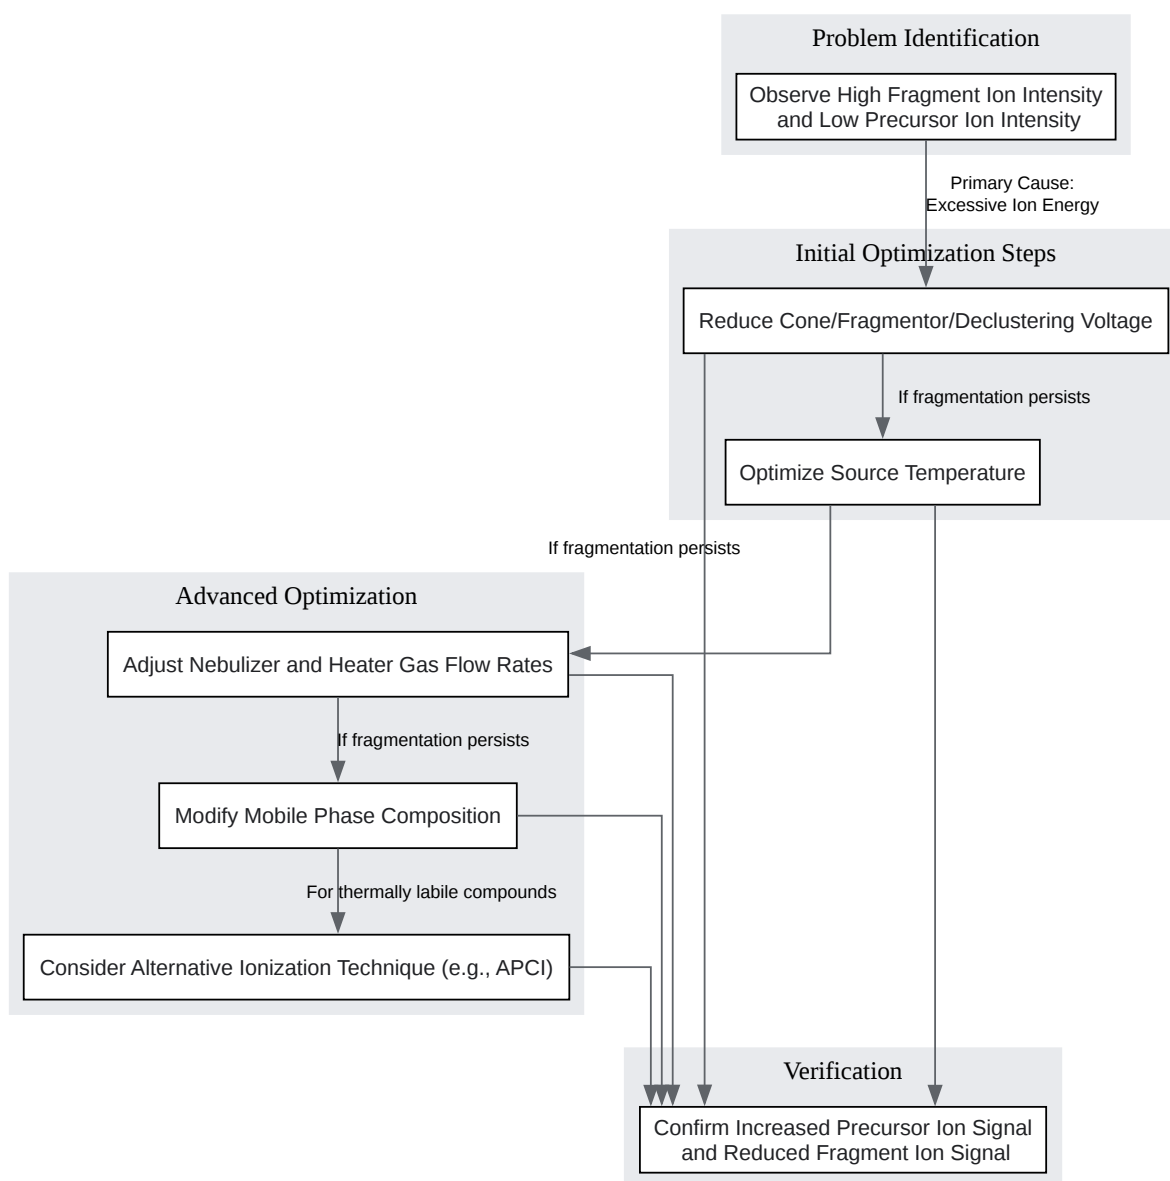 Problem Identification
Observe High Fragment Ion Intensity
and Low Precursor Ion Intensity
Primary Cause:
Excessive Ion Energy
Initial Optimization Steps
Reduce Cone/Fragmentor/Declustering Voltage
If fragmentation persists
Optimize Source Temperature
If fragmentation persists
Advanced Optimization
Adjust Nebulizer and Heater Gas Flow Rates
If fragmentation persists
Modify Mobile Phase Composition
For thermally labile compounds
Consider Alternative Ionization Technique (e.g., APCI)
Verification
Confirm Increased Precursor Ion Signal
and Reduced Fragment Ion Signal